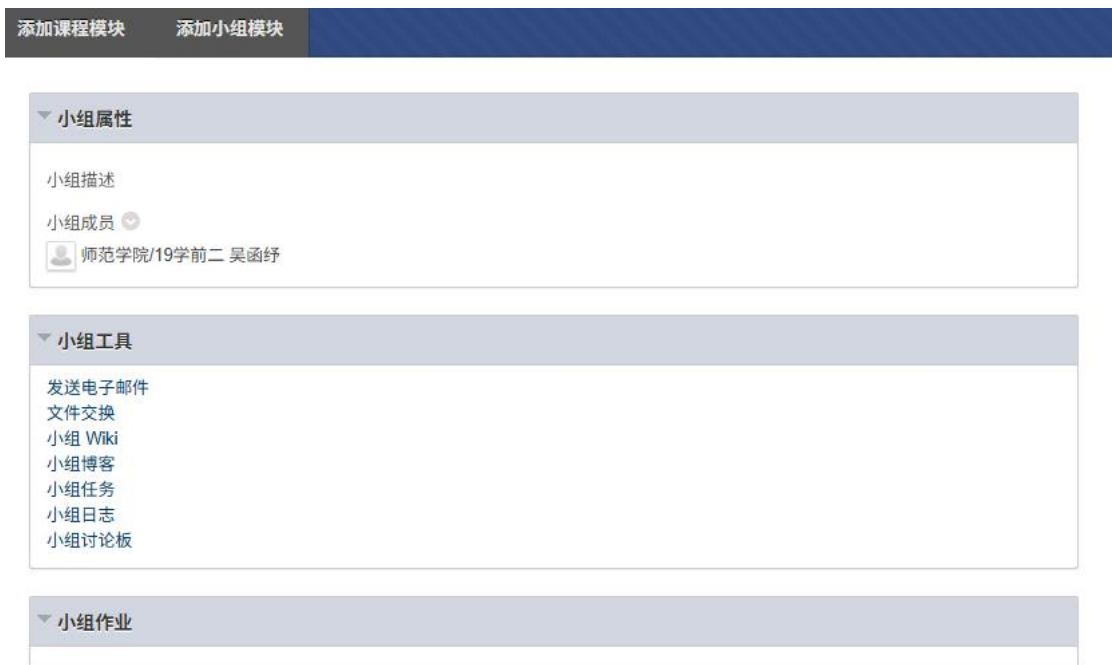 添加课程模块 添加小组模块
小组属性
小组描述
小组成员
师范学院/19学前二 吴函纾
小组工具
发送电子邮件
文件交换
小组 Wiki
小组博客
小组任务
小组日志
小组讨论板
小组作业